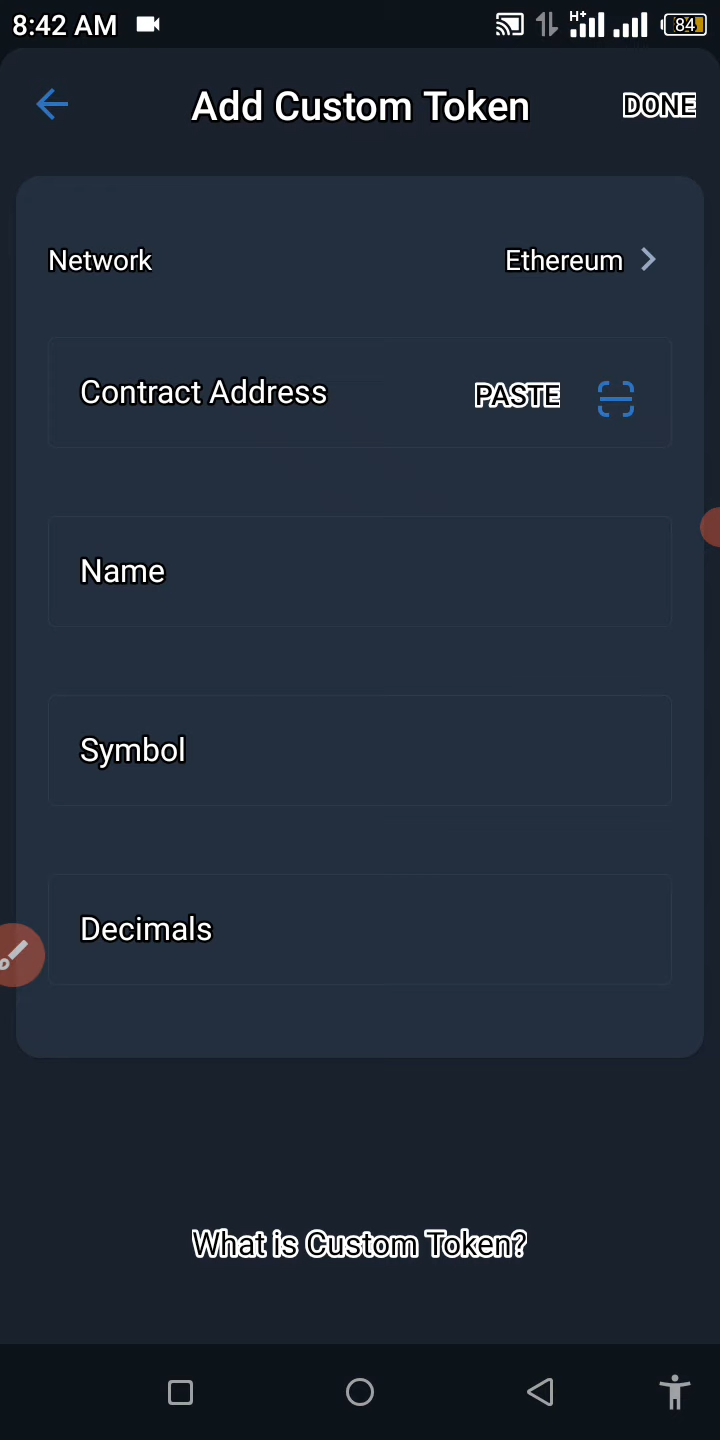 8:42 AM
H+
84
Add Custom Token
DONE
Network
Ethereum
Contract Address
PASTE
Name
Symbol
Decimals
What is Custom Token?